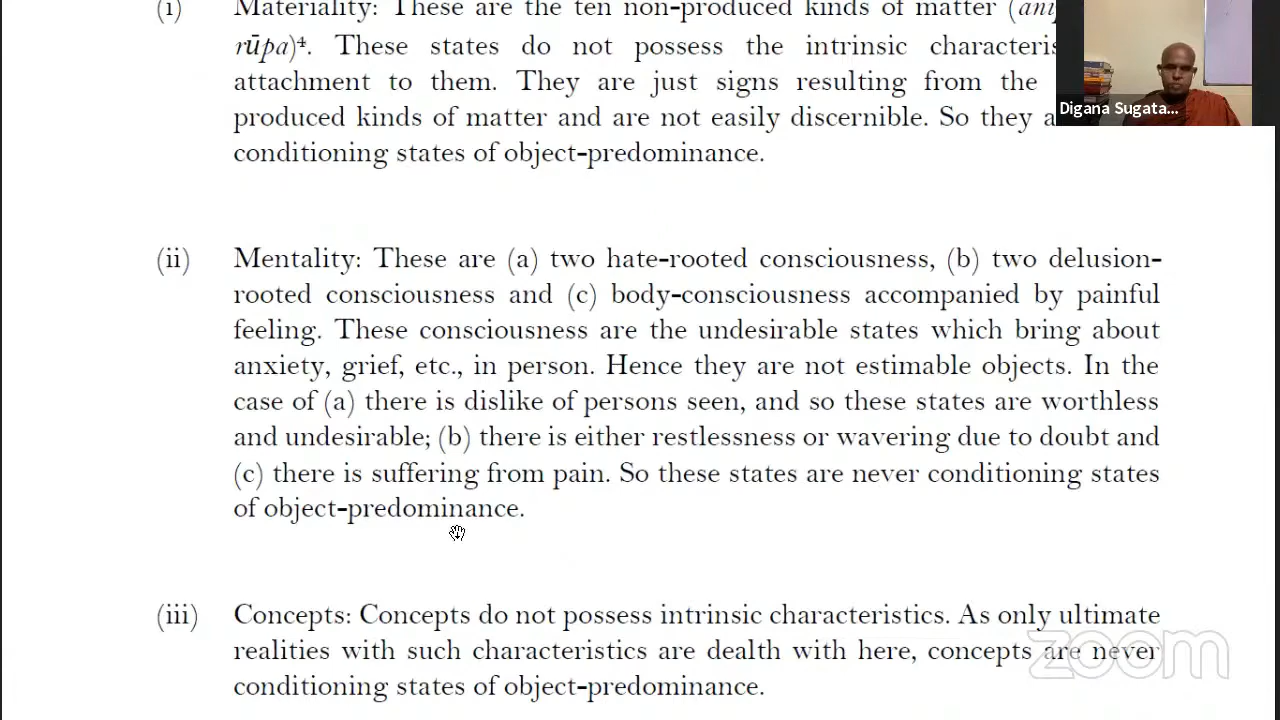 (i) Materiality: These are the ten non-produced kinds of matter
rūpa)⁴. These states do not possess the intrinsic
attachment to them. They are just signs resulting from the
produced kinds of matter and are not easily discernible. So they
conditioning states of object-predominance.
Digana Sugata...
(ii) Mentality: These are (a) two hate-rooted consciousness, (b) two delusion-
rooted consciousness and (c) body-consciousness accompanied by painful
feeling. These consciousness are the undesirable states which bring about
anxiety, grief, etc., in person. Hence they are not estimable objects. In the
case of (a) there is dislike of persons seen, and so these states are worthless
and undesirable; (b) there is either restlessness or wavering due to doubt and
(c) there is suffering from pain. So these states are never conditioning states
of object-predominance.
(iii) Concepts: Concepts do not possess intrinsic characteristics. As only ultimate
realities with such characteristics are dealth with here, concepts are never
conditioning states of object-predominance.
zoom